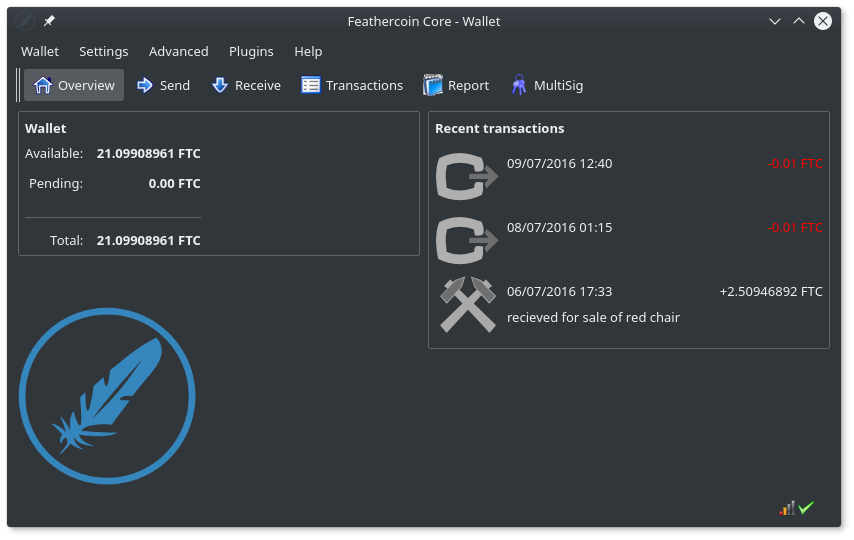 Feathercoin Core - Wallet
Wallet Settings Advanced Plugins Help
Overview Send Receive Transactions Report MultiSig
Wallet
Available: 21.09908961 FTC
Pending: 0.00 FTC
Total: 21.09908961 FTC
Recent transactions
09/07/2016 12:40 -0.01 FTC
08/07/2016 01:15 -0.01 FTC
06/07/2016 17:33 +2.50946892 FTC
recieved for sale of red chair